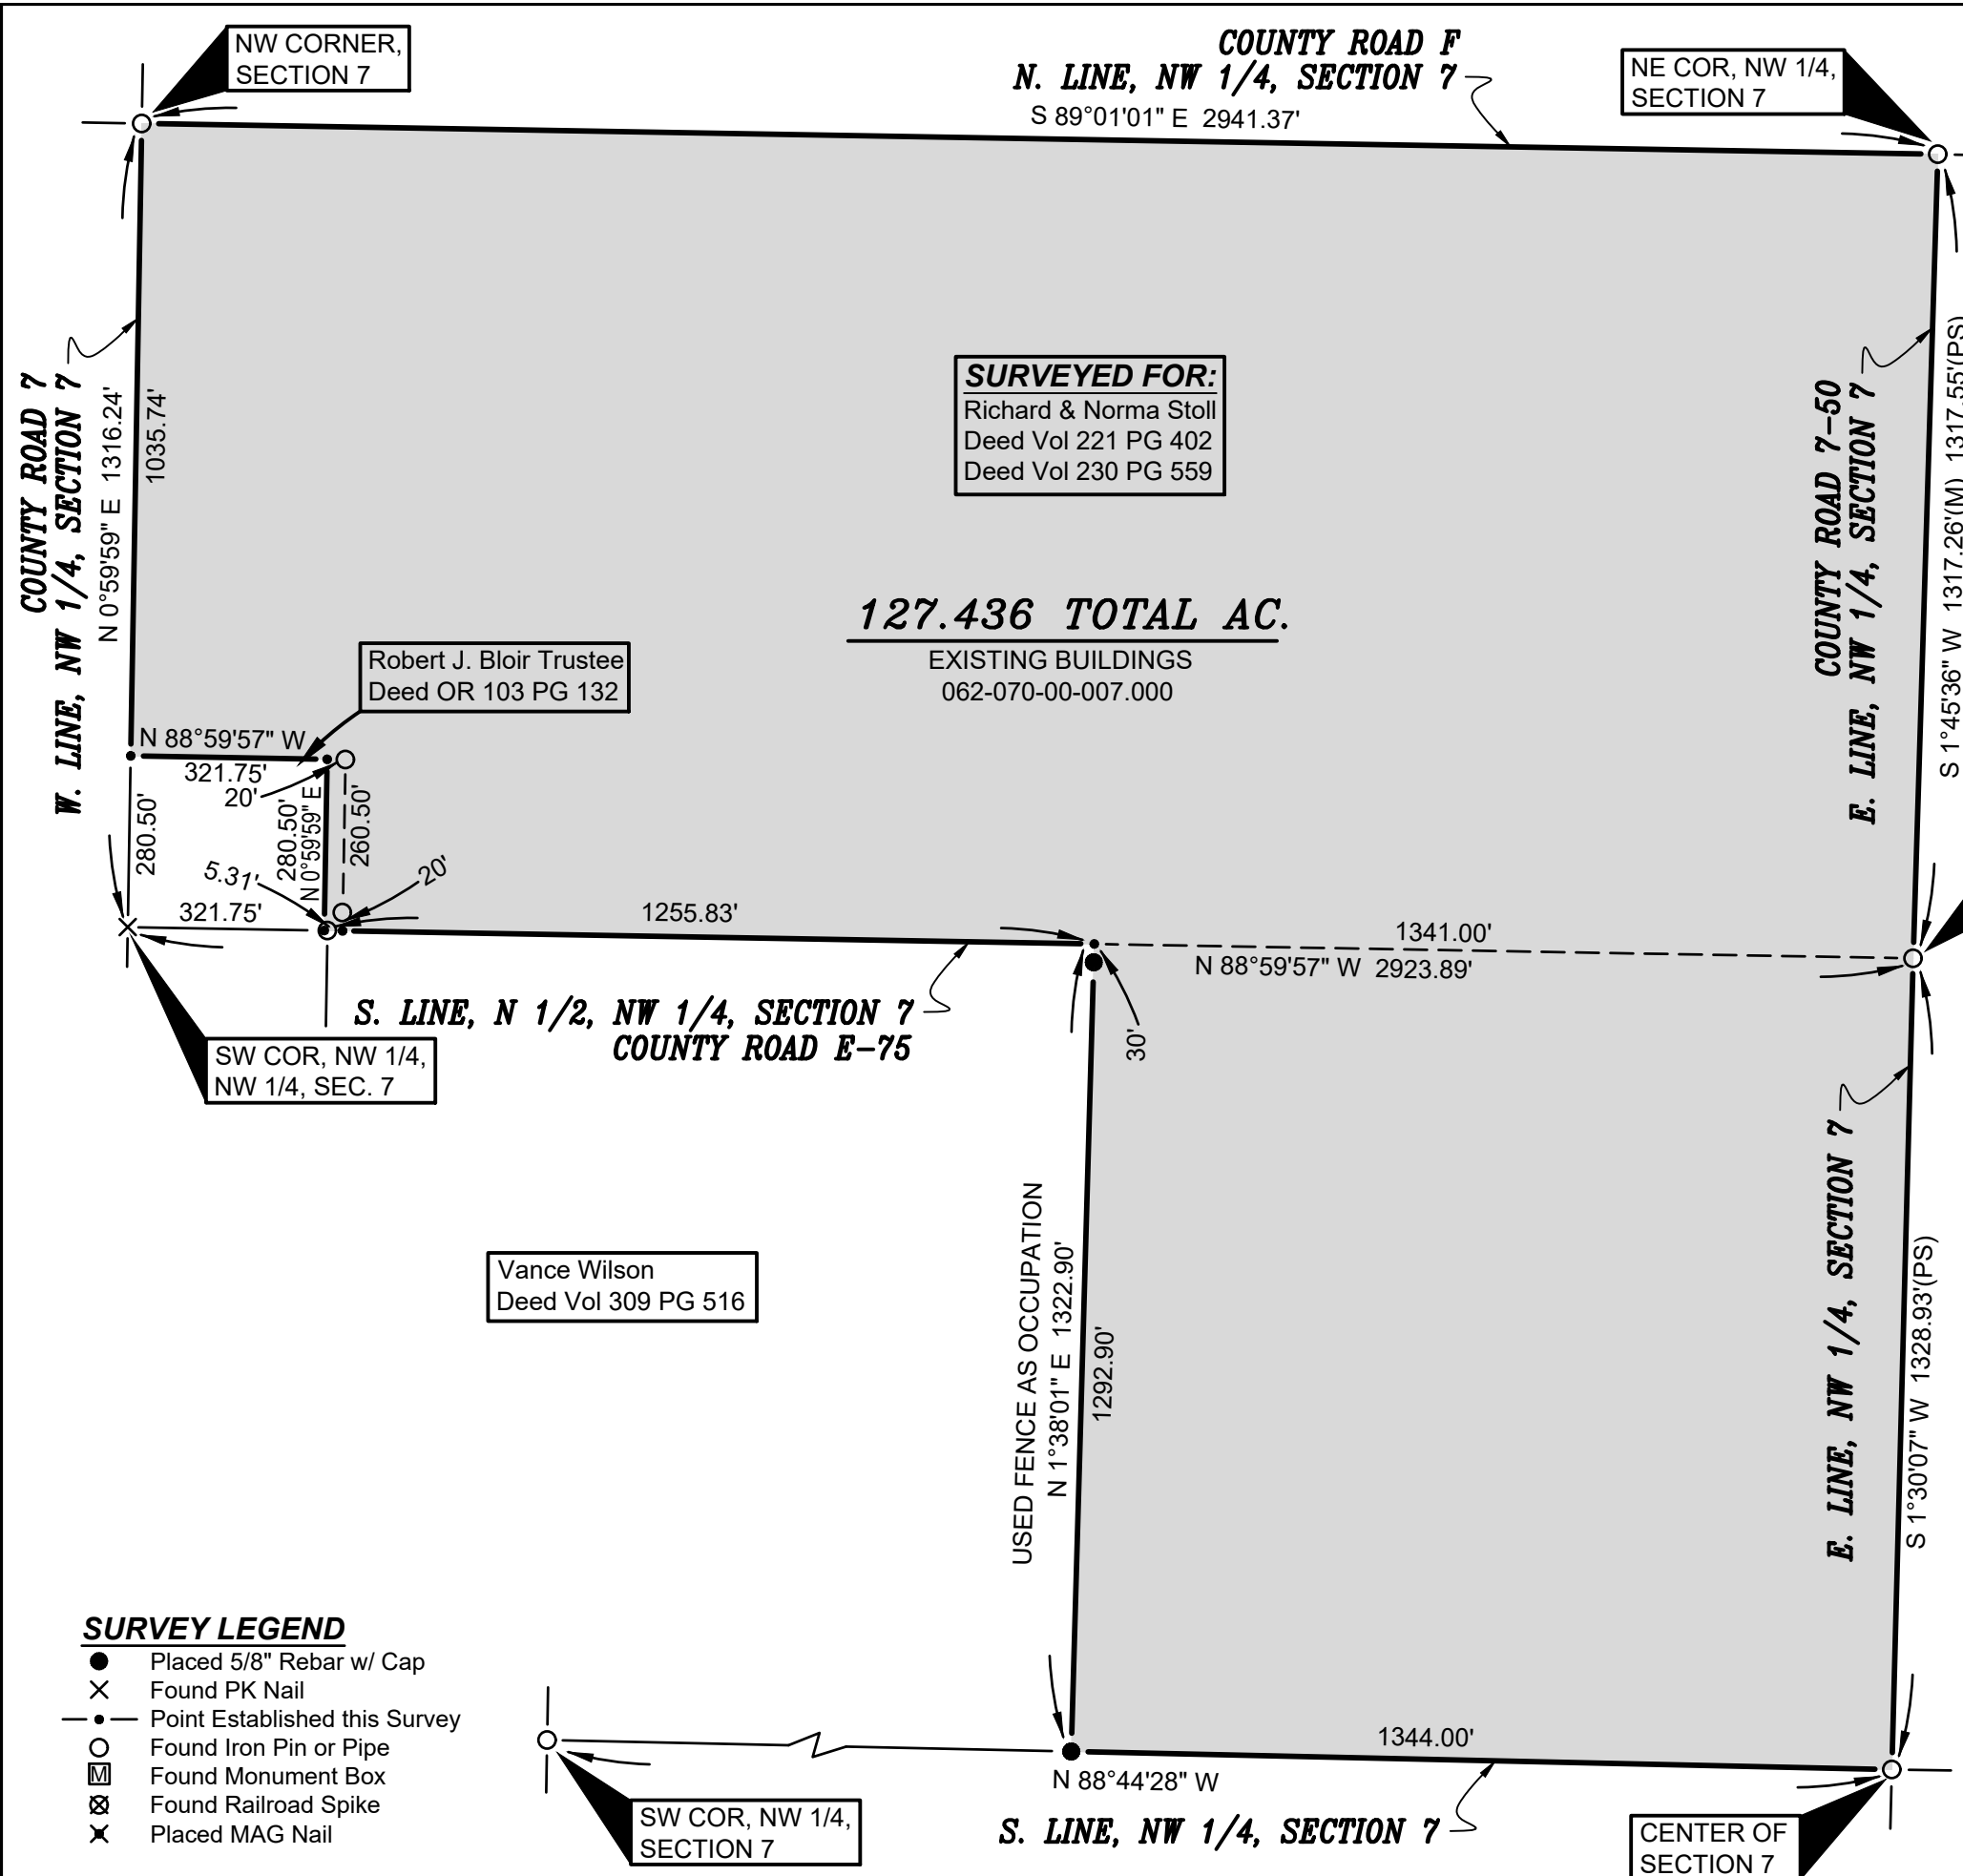 NW CORNER,
SECTION 7
COUNTY ROAD F
N. LINE, NW 1/4, SECTION 7
S 89°01'01" E 2941.37'
NE COR, NW 1/4,
SECTION 7
COUNTY ROAD 7
W. LINE, NW 1/4, SECTION 7
N 0°59'59" E 1316.24'
1035.74'
SURVEYED FOR:
Richard & Norma Stoll
Deed Vol 221 PG 402
Deed Vol 230 PG 559
COUNTY ROAD 7-50
E. LINE, NW 1/4, SECTION 7
S 1°45'36" W 1317.26'(M) 1317.55'(PS)
127.436 TOTAL AC.
EXISTING BUILDINGS
062-070-00-007.000
Robert J. Bloir Trustee
Deed OR 103 PG 132
N 88°59'57" W
321.75'
20'
280.50'
280.50'
N 0°59'59" E
260.50'
5.31'
20'
321.75'
1255.83'
1341.00'
N 88°59'57" W 2923.89'
S. LINE, N 1/2, NW 1/4, SECTION 7
COUNTY ROAD E-75
30'
SW COR, NW 1/4,
NW 1/4, SEC. 7
USED FENCE AS OCCUPATION
N 1°38'01" E 1322.90'
1292.90'
E. LINE, NW 1/4, SECTION 7
S 1°30'07" W 1328.93'(PS)
Vance Wilson
Deed Vol 309 PG 516
SURVEY LEGEND
Placed 5/8" Rebar w/ Cap
Found PK Nail
Point Established this Survey
Found Iron Pin or Pipe
M Found Monument Box
Found Railroad Spike
Placed MAG Nail
1344.00'
N 88°44'28" W
S. LINE, NW 1/4, SECTION 7
SW COR, NW 1/4,
SECTION 7
CENTER OF
SECTION 7